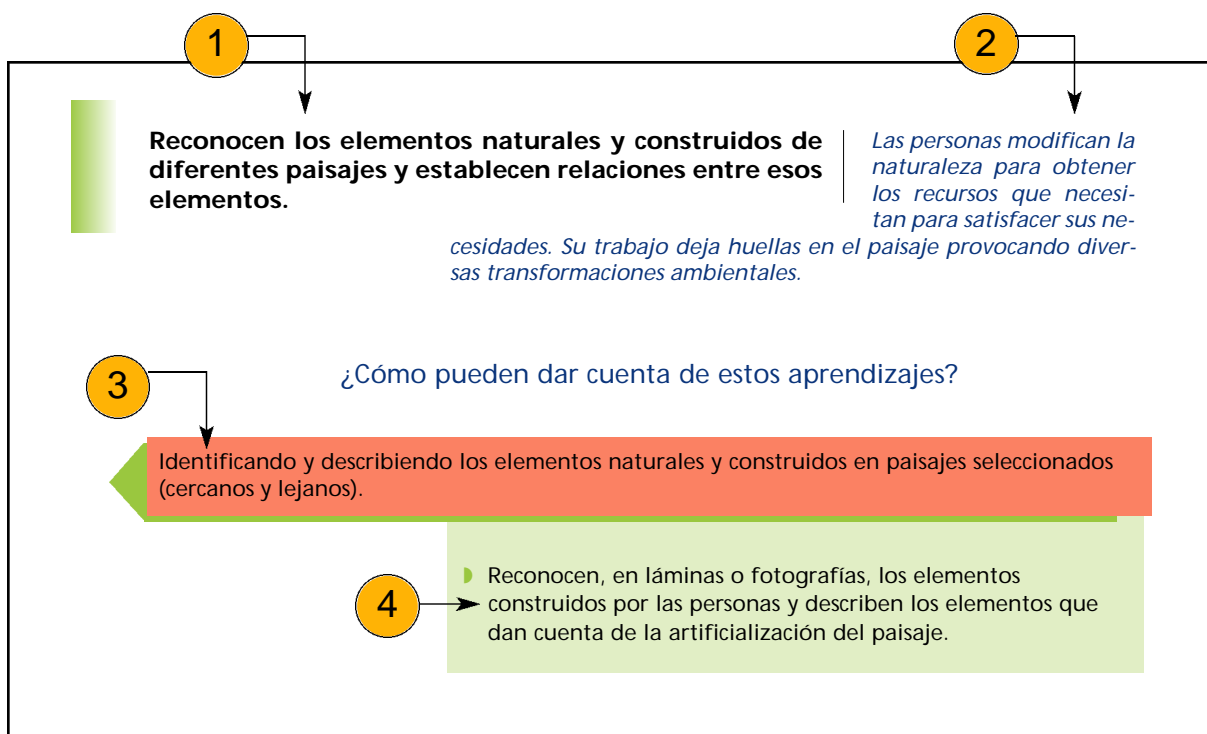 1
2
Reconocen los elementos naturales y construidos de
diferentes paisajes y establecen relaciones entre esos
elementos.
Las personas modifican la
naturaleza para obtener
los recursos que necesi-
tan para satisfacer sus ne-
cesidades. Su trabajo deja huellas en el paisaje provocando diver-
sas transformaciones ambientales.
3
¿Cómo pueden dar cuenta de estos aprendizajes?
Identificando y describiendo los elementos naturales y construidos en paisajes seleccionados
(cercanos y lejanos).
4
Reconocen, en láminas o fotografías, los elementos
construidos por las personas y describen los elementos que
dan cuenta de la artificialización del paisaje.